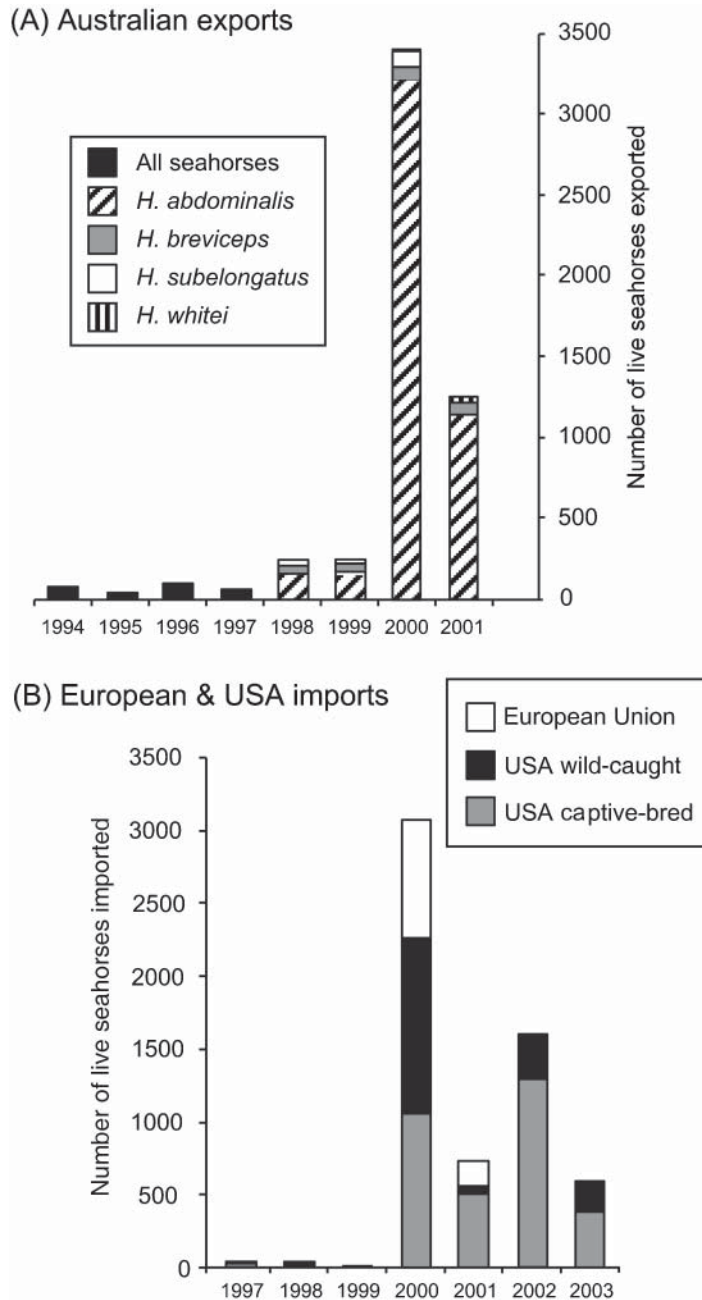 (A) Australian exports
All seahorses
H. abdominalis
H. breviceps
H. subelongatus
H. whitei
3500
3000
2500
2000
1500
1000
500
0
Number of live seahorses exported
1994 1995 1996 1997 1998 1999 2000 2001
(B) European & USA imports
European Union
USA wild-caught
USA captive-bred
Number of live seahorses imported
3500
3000
2500
2000
1500
1000
500
0
1997 1998 1999 2000 2001 2002 2003